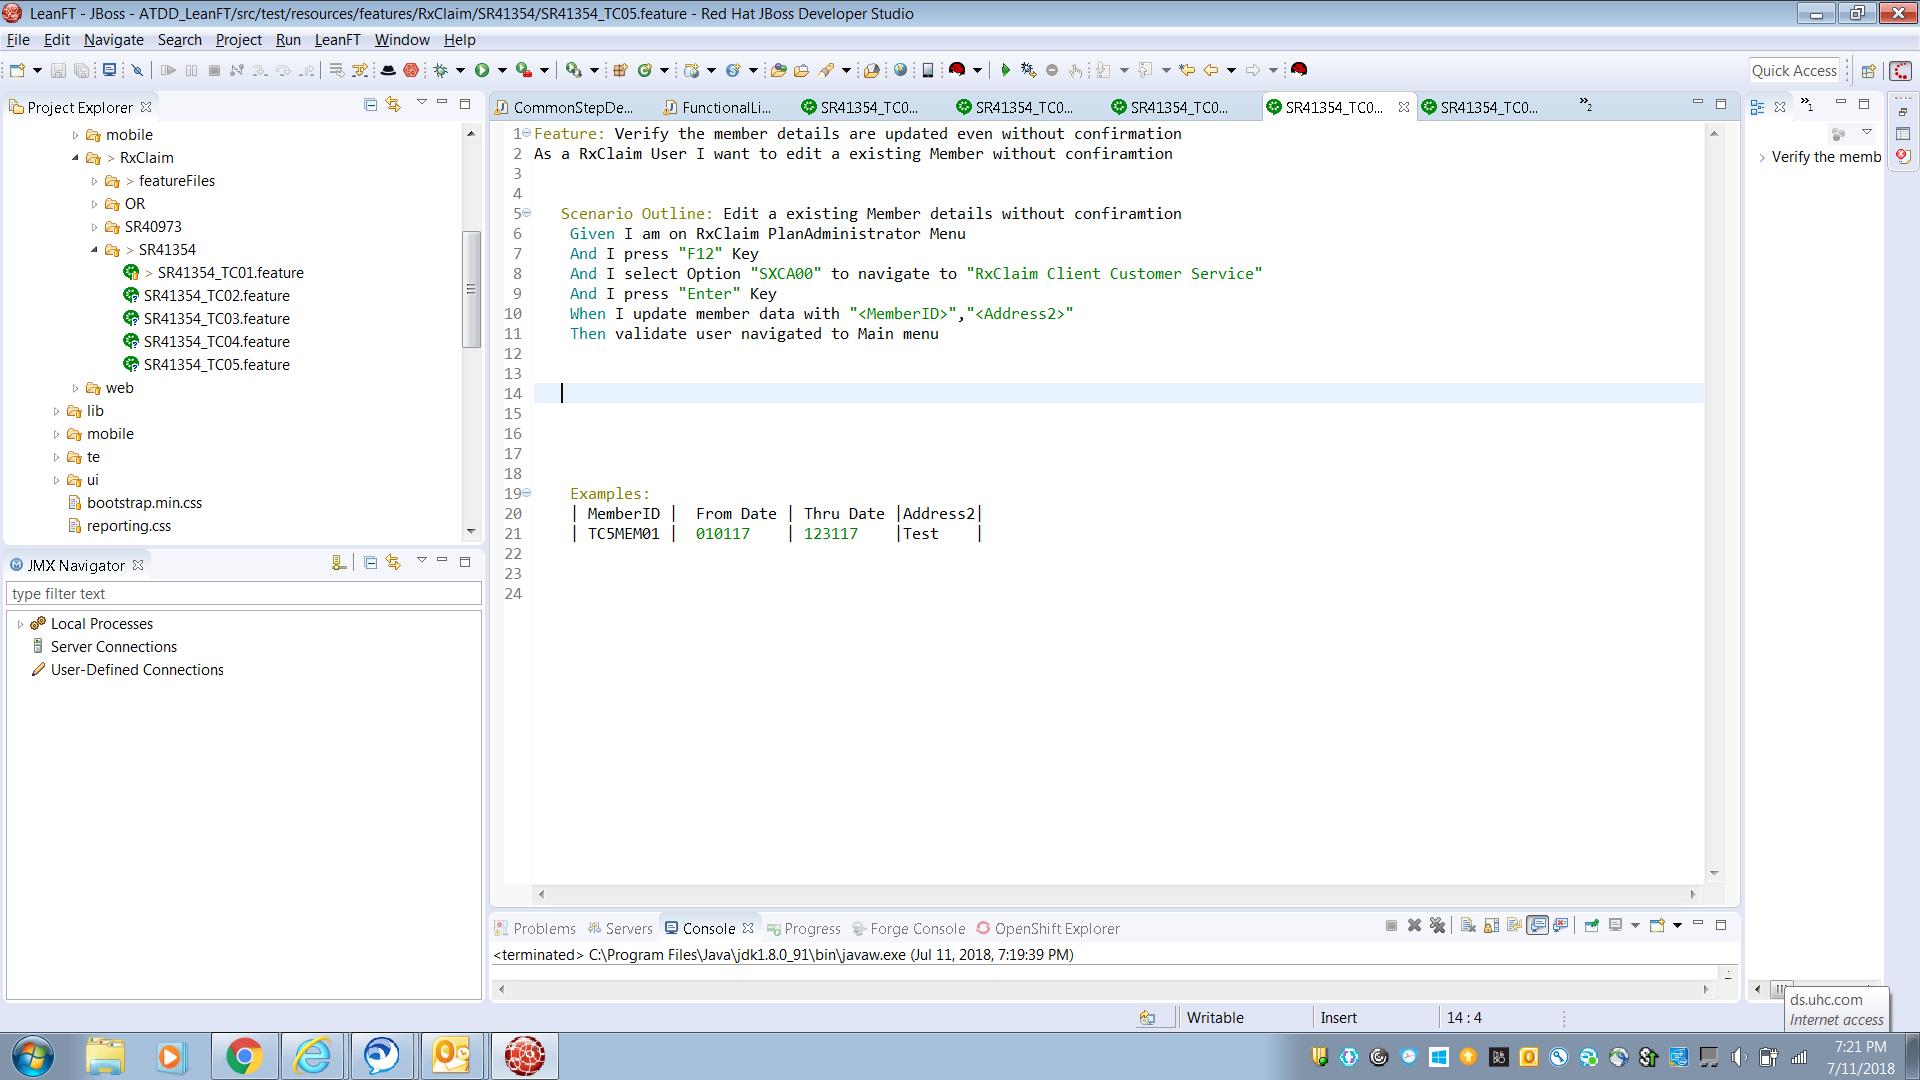 LeanFT - JBoss - ATDD_LeanFT/src/test/resources/features/RxClaim/SR41354/SR41354_TC05.feature - Red Hat JBoss Developer Studio
File Edit Navigate Search Project Run LeanFT Window Help
Quick Access
Project Explorer
mobile
> RxClaim
> featureFiles
OR
SR40973
> SR41354
> SR41354_TC01.feature
SR41354_TC02.feature
SR41354_TC03.feature
SR41354_TC04.feature
SR41354_TC05.feature
web
lib
mobile
te
ui
bootstrap.min.css
reporting.css
JMX Navigator
type filter text
Local Processes
Server Connections
User-Defined Connections
CommonStepDe... FunctionalLi... SR41354_TC0... SR41354_TC0... SR41354_TC0... SR41354_TC0... SR41354_TC0... »2
1 Feature: Verify the member details are updated even without confirmation
2 As a RxClaim User I want to edit a existing Member without confiramtion
3
4
5 Scenario Outline: Edit a existing Member details without confiramtion
6 Given I am on RxClaim PlanAdministrator Menu
7 And I press "F12" Key
8 And I select Option "SXCA00" to navigate to "RxClaim Client Customer Service"
9 And I press "Enter" Key
10 When I update member data with "<MemberID>","<Address2>"
11 Then validate user navigated to Main menu
12
13
14
15
16
17
18
19 Examples:
20 | MemberID | From Date | Thru Date |Address2|
21 | TC5MEM01 | 010117 | 123117 |Test |
22
23
24
»1
Verify the memb
Problems Servers Console Progress Forge Console OpenShift Explorer
<terminated> C:\Program Files\Java\jdk1.8.0_91\bin\javaw.exe (Jul 11, 2018, 7:19:39 PM)
Writable Insert 14 : 4
ds.uhc.com
Internet access
7:21 PM
7/11/2018